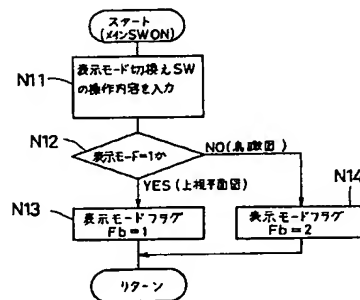 スタート
(メインSWON)
N11
表示モード切換えSW
の操作内容を入力
N12
表示モード=1か
NO(鳥瞰図)
YES(上視平面図)
N13
表示モードフラグ
Fb=1
N14
表示モードフラグ
Fb=2
リターン